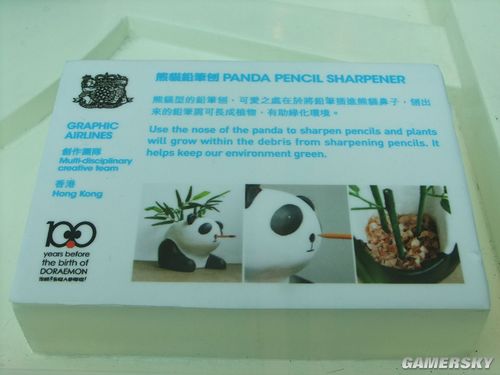 熊貓鉛筆刨 PANDA PENCIL SHARPENER
熊貓型的鉛筆刨，可愛之處在於將鉛筆插進熊貓鼻子，刨出
來的鉛筆屑可長成植物，有助綠化環境。
Use the nose of the panda to sharpen pencils and plants
will grow within the debris from sharpening pencils. It
helps keep our environment green.
GRAPHIC
AIRLINES
創作團隊
Multi-disciplinary
creative team
香港
Hong Kong
100
years before
the birth of
DORAEMON
GAMERSKY